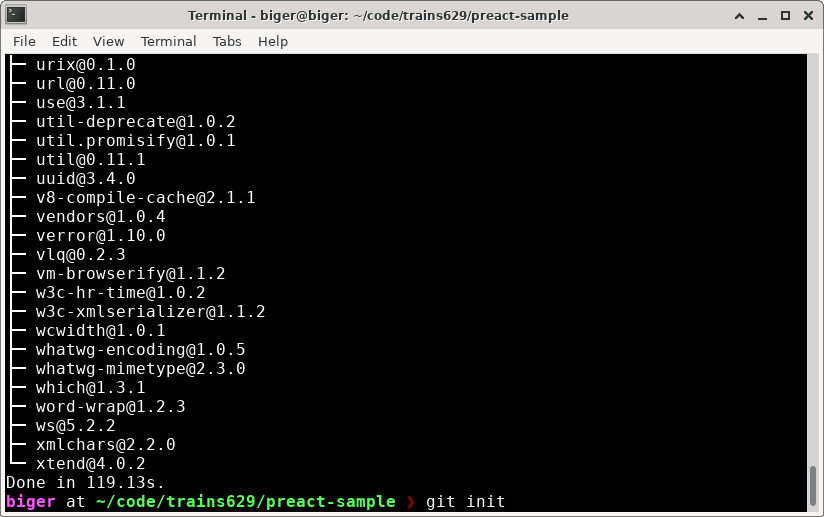 Terminal - biger@biger: ~/code/trains629/preact-sample
File Edit View Terminal Tabs Help
├─ urix@0.1.0
├─ url@0.11.0
├─ use@3.1.1
├─ util-deprecate@1.0.2
├─ util.promisify@1.0.1
├─ util@0.11.1
├─ uuid@3.4.0
├─ v8-compile-cache@2.1.1
├─ vendors@1.0.4
├─ verror@1.10.0
├─ vlq@0.2.3
├─ vm-browserify@1.1.2
├─ w3c-hr-time@1.0.2
├─ w3c-xmlserializer@1.1.2
├─ wcwidth@1.0.1
├─ whatwg-encoding@1.0.5
├─ whatwg-mimetype@2.3.0
├─ which@1.3.1
├─ word-wrap@1.2.3
├─ ws@5.2.2
├─ xmlchars@2.2.0
└─ xtend@4.0.2
Done in 119.13s.
biger at ~/code/trains629/preact-sample ❯ git init